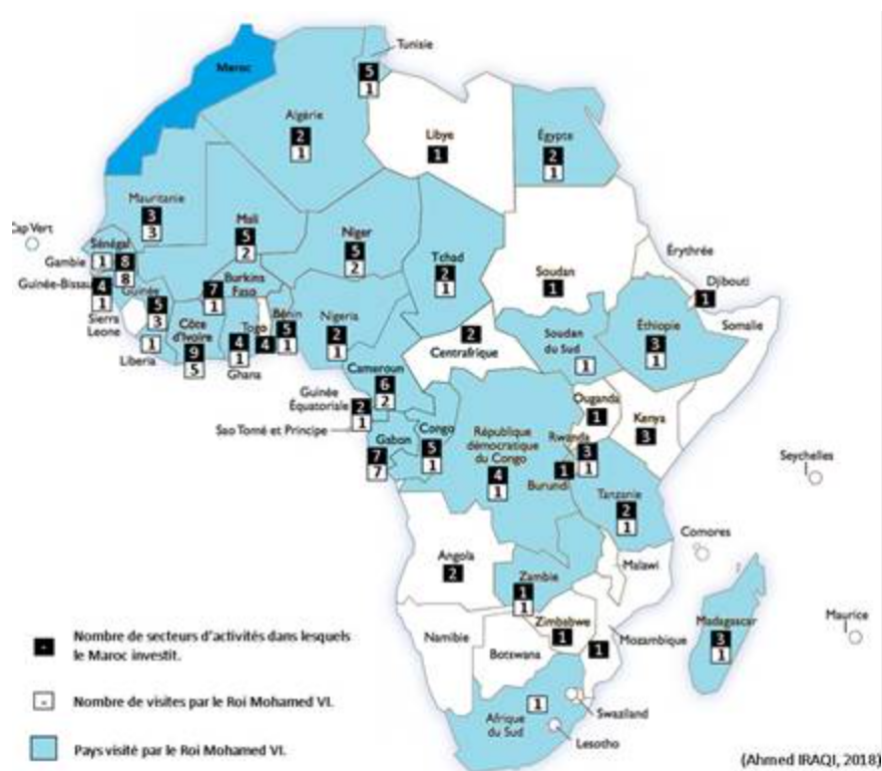 Tunisie
Maroc
5
1
Algérie
2
1
Libye
1
Égypte
2
1
Mauritanie
3
3
Mali
5
2
Niger
5
2
Tchad
2
1
Cap Vert
Sénégal
8
8
Gambie
1
Guinée-Bissau
4
1
Guinée
5
3
Sierra
Leone
Liberia
1
Burkina
Faso
7
1
Côte
d'Ivoire
9
5
Ghana
4
1
Togo
4
Bénin
5
1
Nigeria
2
1
Soudan
1
Érythrée
Djibouti
1
Somalie
Éthiopie
3
1
Soudan
du Sud
1
2
Centrafrique
Cameroun
6
2
Guinée
Équatoriale
2
1
Sao Tomé et Principe
Gabon
7
7
Congo
5
1
République
démocratique
du Congo
4
1
Ouganda
1
Kenya
3
Rwanda
3
1
1
Burundi
Tanzanie
2
1
Seychelles
Comores
Angola
2
Zambie
1
1
Malawi
Zimbabwe
1
Mozambique
1
Madagascar
3
1
Maurice
Namibie
Botswana
Afrique
du Sud
1
Swaziland
Lesotho
- Nombre de secteurs d'activités dans lesquels
le Maroc investit.
- Nombre de visites par le Roi Mohamed VI.
Pays visité par le Roi Mohamed VI.
(Ahmed IRAQI, 2018)